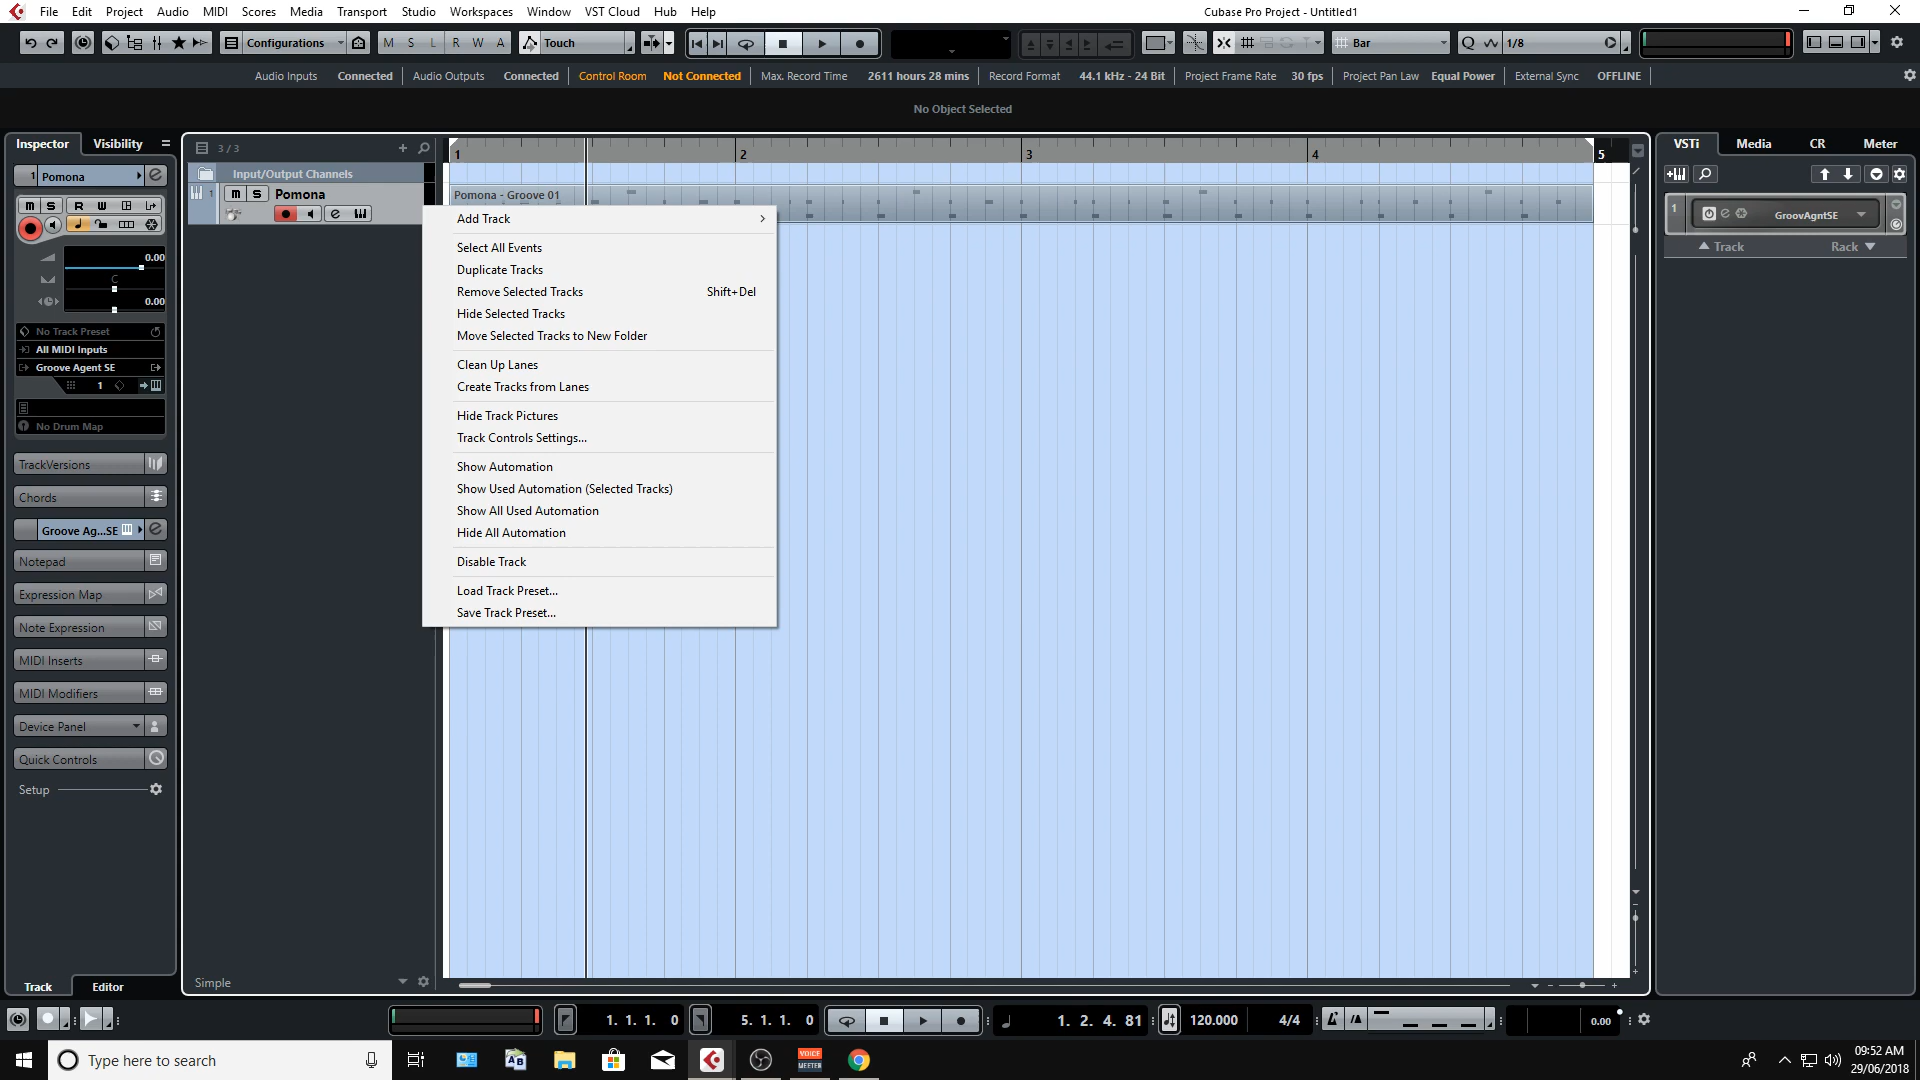 File Edit Project Audio MIDI Scores Media Transport Studio Workspaces Window VST Cloud Hub Help
Cubase Pro Project - Untitled1
Configurations
M S L R W A
Touch
Bar
Q 1/8
Audio Inputs Connected Audio Outputs Connected Control Room Not Connected Max. Record Time 2611 hours 28 mins Record Format 44.1 kHz - 24 Bit Project Frame Rate 30 fps Project Pan Law Equal Power External Sync OFFLINE
No Object Selected
Inspector Visibility
3 / 3
1 2 3 4 5
VSTi Media CR Meter
1 Pomona
Input/Output Channels
1 m S Pomona
Pomona - Groove 01
m S R W
0.00
C
0.00
No Track Preset
All MIDI Inputs
Groove Agent SE
1
No Drum Map
TrackVersions
Chords
Groove Ag...SE
Notepad
Expression Map
Note Expression
MIDI Inserts
MIDI Modifiers
Device Panel
Quick Controls
Setup
Add Track
Select All Events
Duplicate Tracks
Remove Selected Tracks Shift+Del
Hide Selected Tracks
Move Selected Tracks to New Folder
Clean Up Lanes
Create Tracks from Lanes
Hide Track Pictures
Track Controls Settings...
Show Automation
Show Used Automation (Selected Tracks)
Show All Used Automation
Hide All Automation
Disable Track
Load Track Preset...
Save Track Preset...
1 GroovAgntSE
Track Rack
Track Editor
Simple
1. 1. 1. 0
5. 1. 1. 0
1. 2. 4. 81
120.000
4/4
0.00
Type here to search
VOICE
MEETER
09:52 AM
29/06/2018